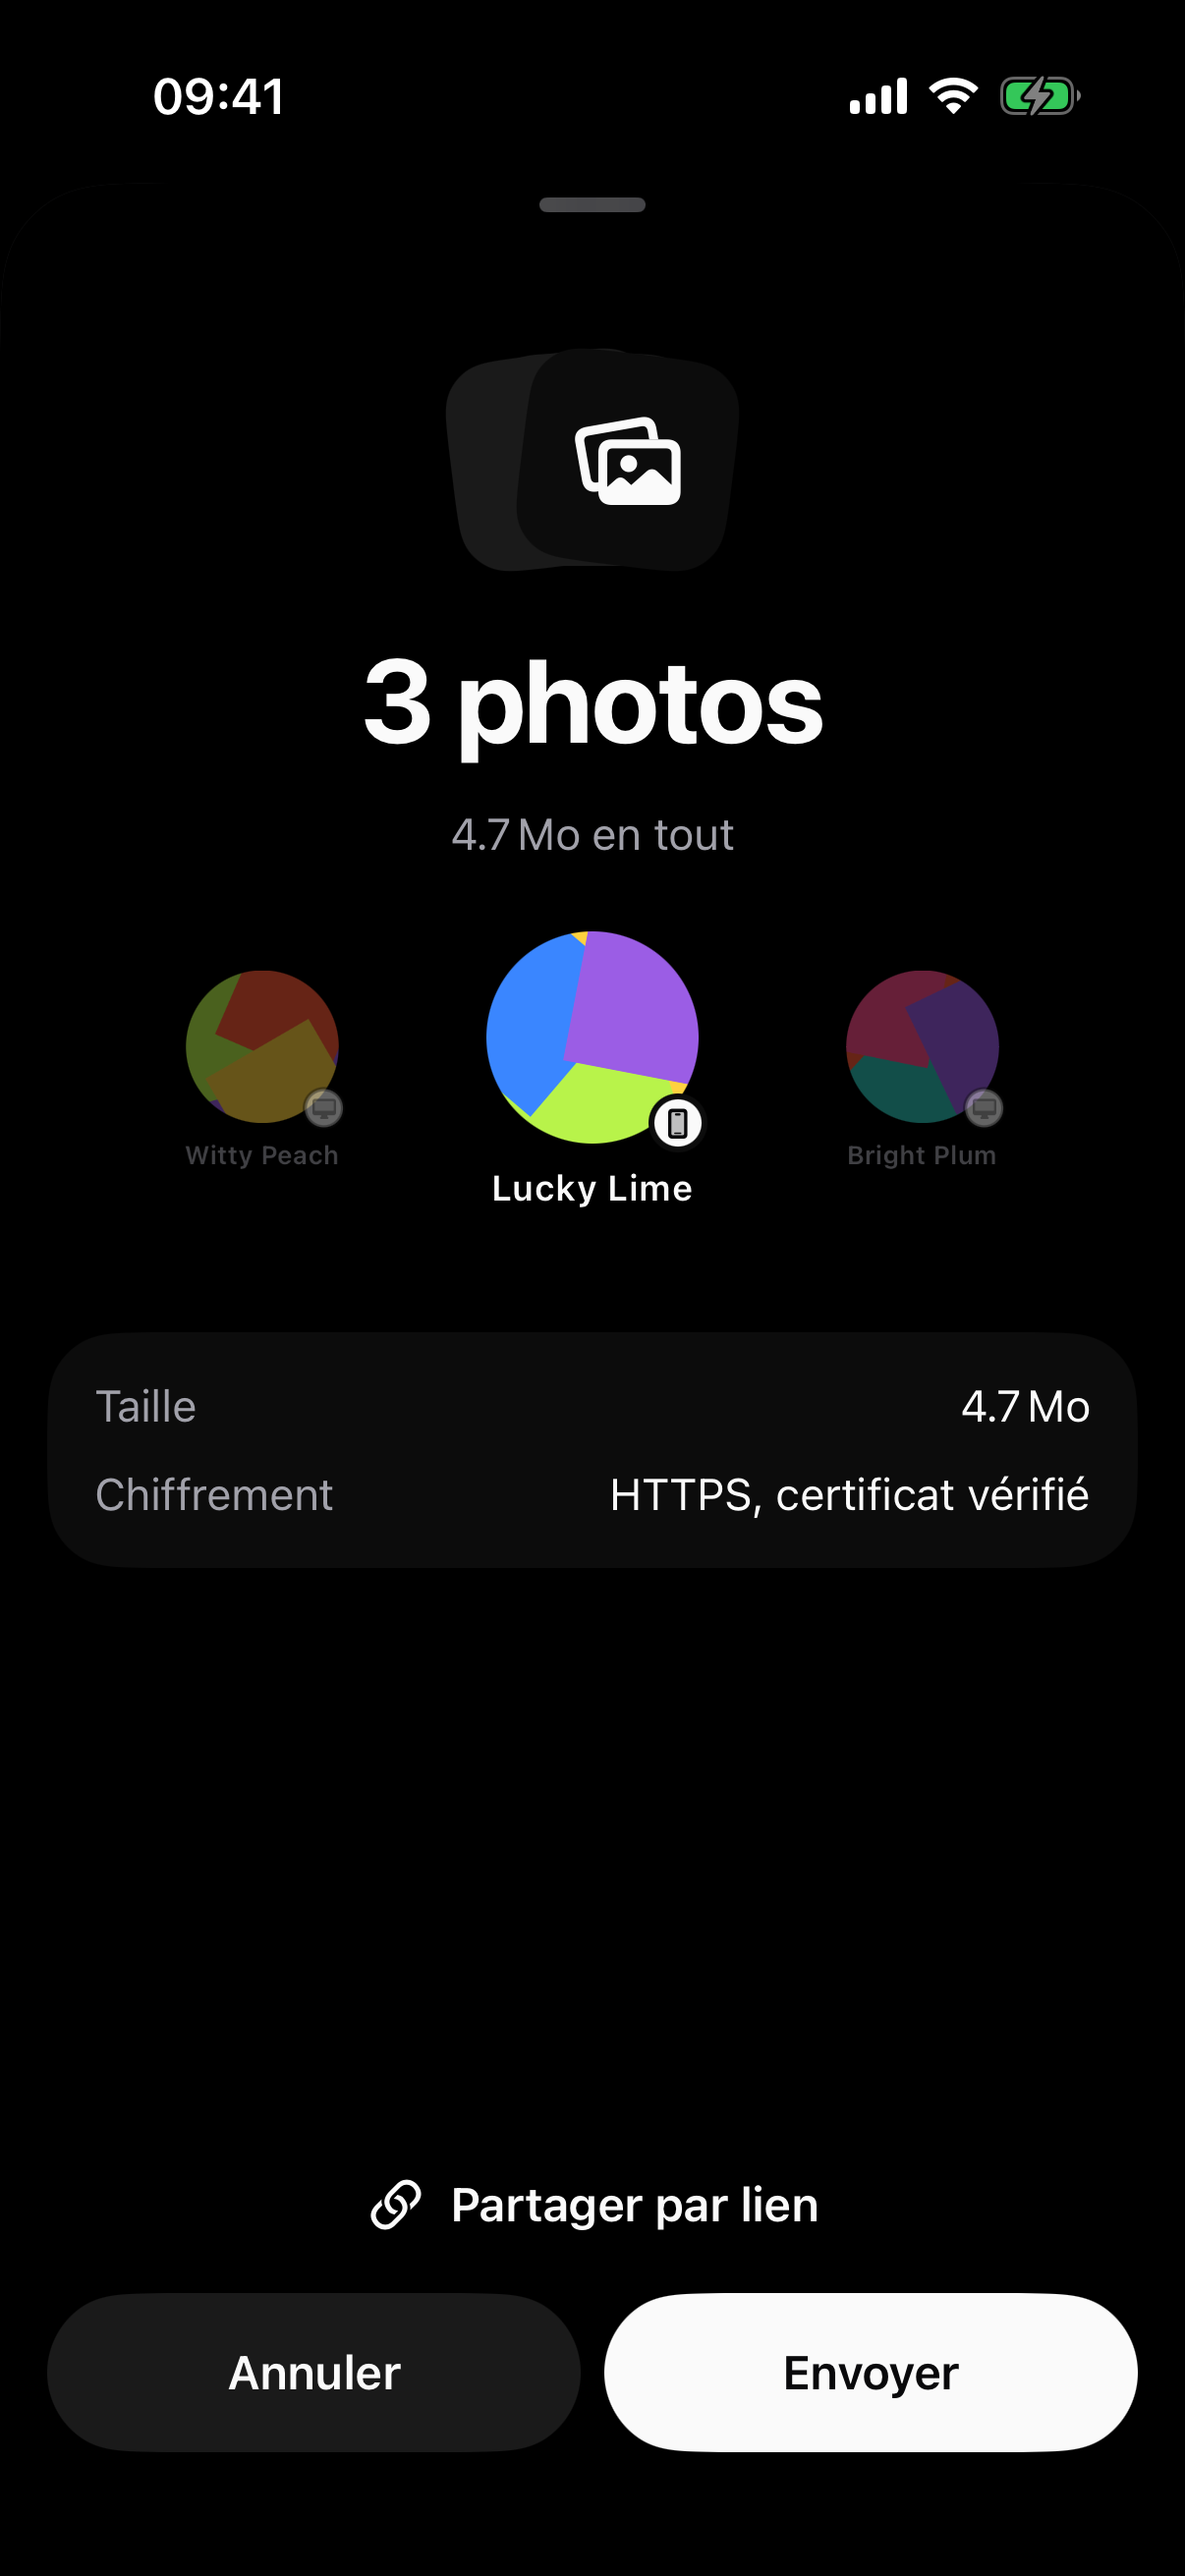 09:41
3 photos
4.7 Mo en tout
Witty Peach
Lucky Lime
Bright Plum
Taille
4.7 Mo
Chiffrement
HTTPS, certificat vérifié
Partager par lien
Annuler
Envoyer